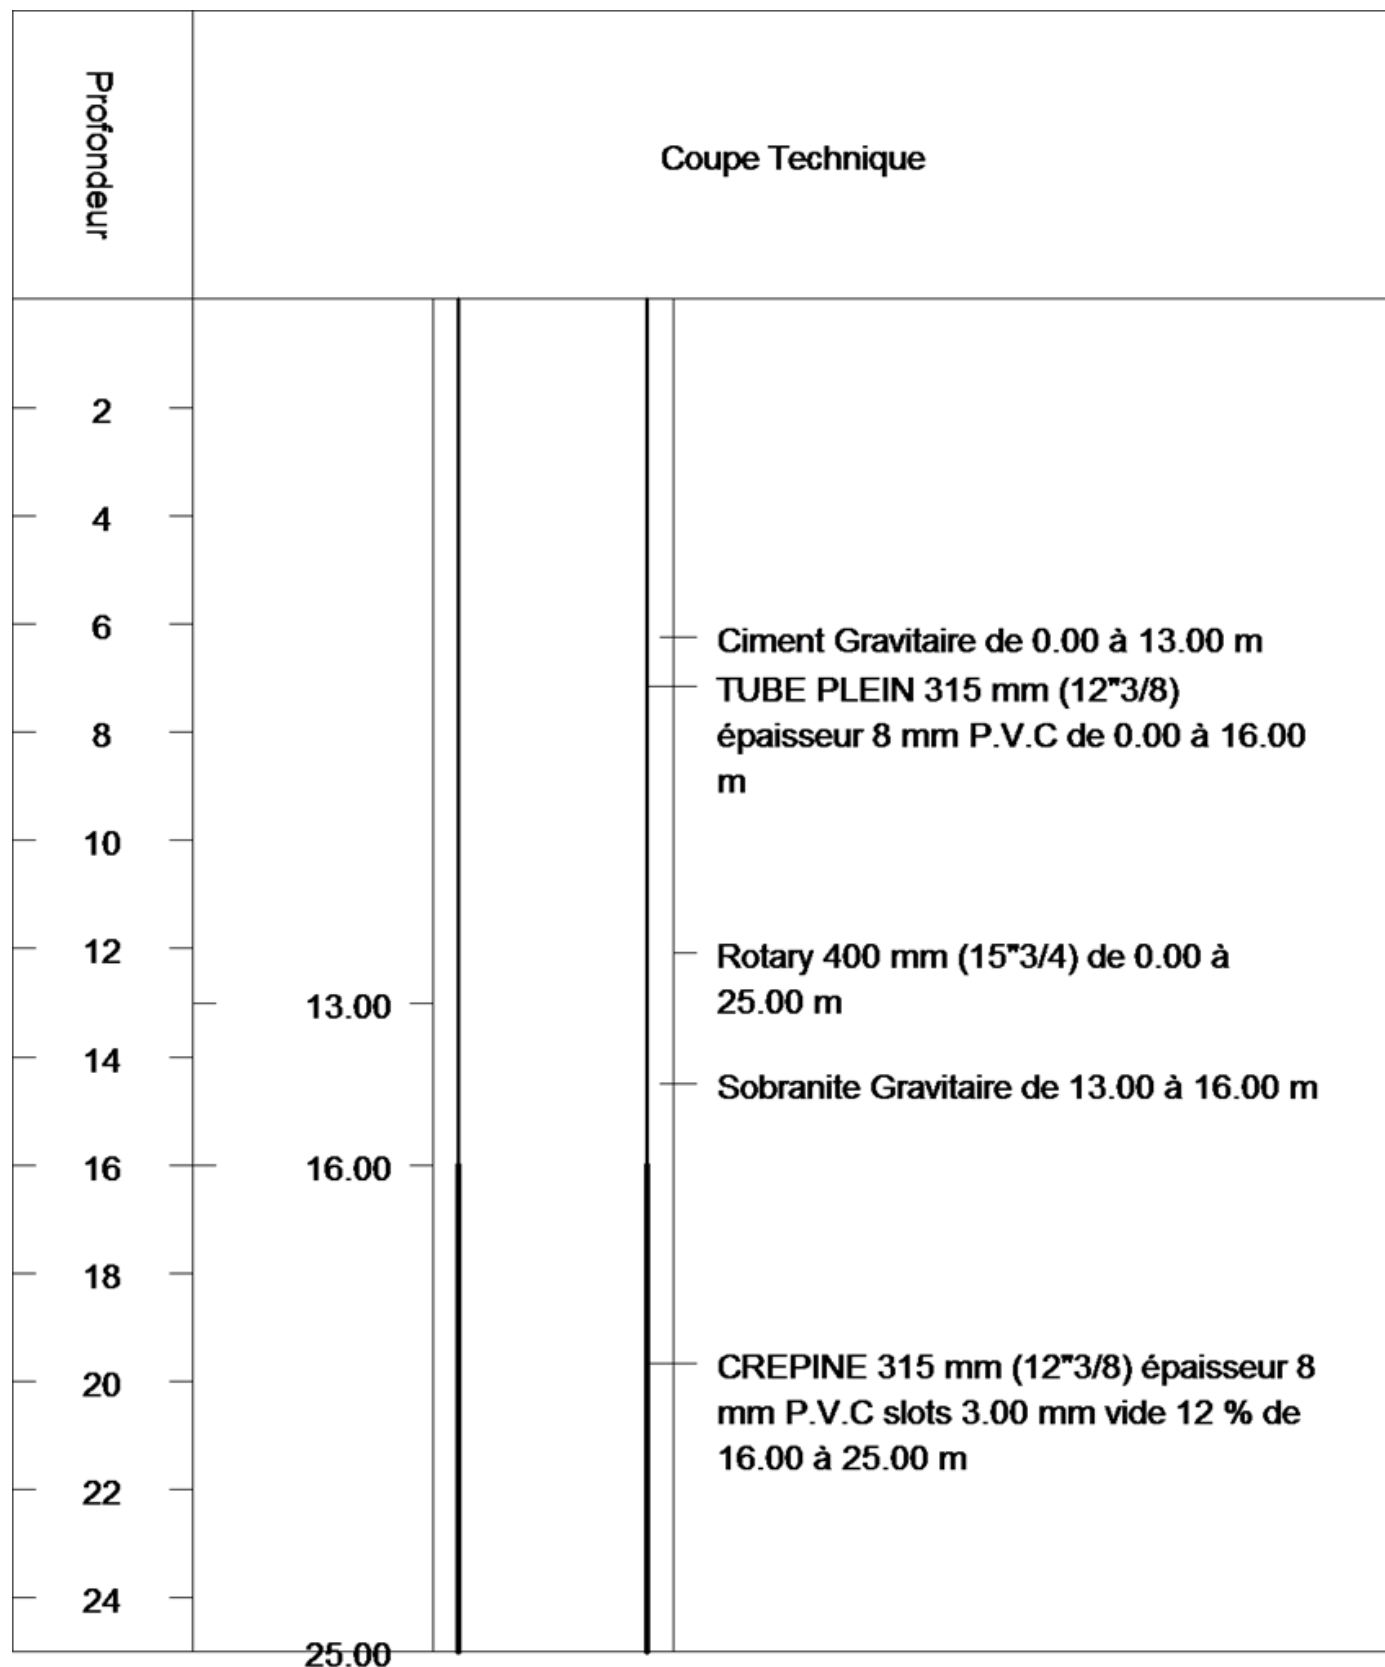 Profondeur
Coupe Technique
2
4
6
Ciment Gravitaire de 0.00 à 13.00 m
TUBE PLEIN 315 mm (12"3/8)
8
épaisseur 8 mm P.V.C de 0.00 à 16.00
m
10
12
Rotary 400 mm (15"3/4) de 0.00 à
25.00 m
13.00
14
Sobranite Gravitaire de 13.00 à 16.00 m
16
16.00
18
CREPINE 315 mm (12"3/8) épaisseur 8
20
mm P.V.C slots 3.00 mm vide 12 % de
16.00 à 25.00 m
22
24
25.00